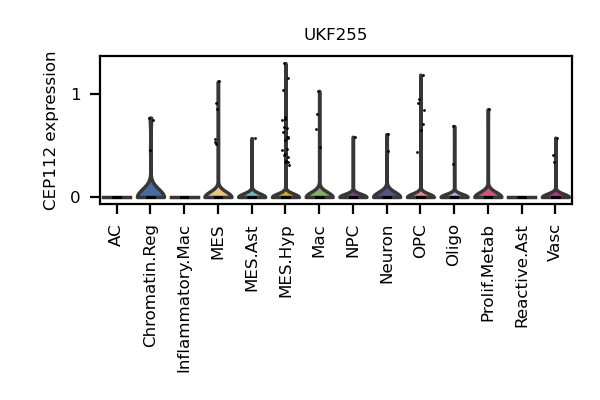 UKF255
CEP112 expression
1
0
AC
Chromatin.Reg
Inflammatory.Mac
MES
MES.Ast
MES.Hyp
Mac
NPC
Neuron
OPC
Oligo
Prolif.Metab
Reactive.Ast
Vasc